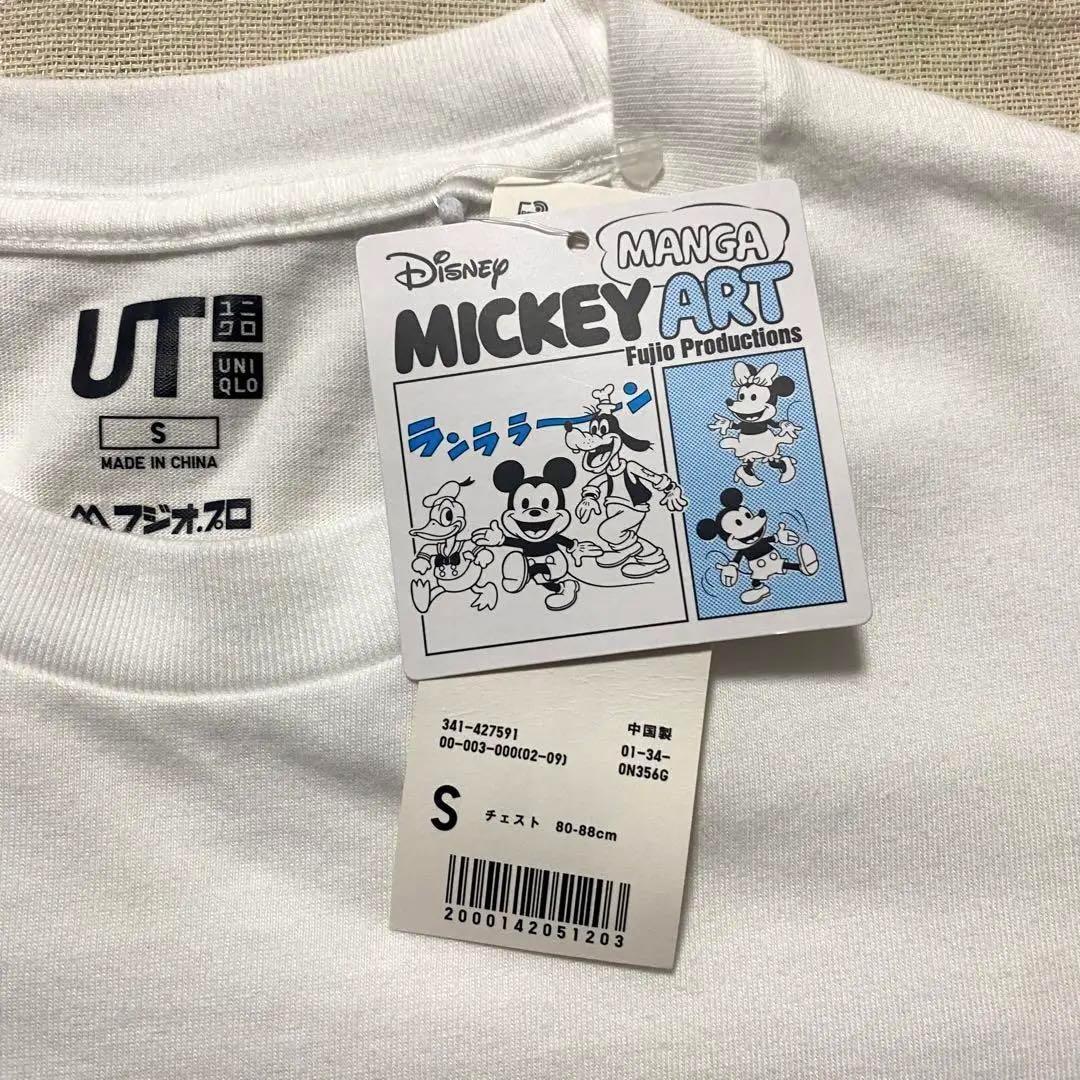 UT
ユニ
クロ
UNI
QLO
S
MADE IN CHINA
フジオ.プロ
Disney
MANGA
MICKEY ART
Fujio Productions
ランララーーン
341-427591
00-003-000(02-09)
中国製
01-34-
0N356G
S
チェスト 80-88cm
2000142051203